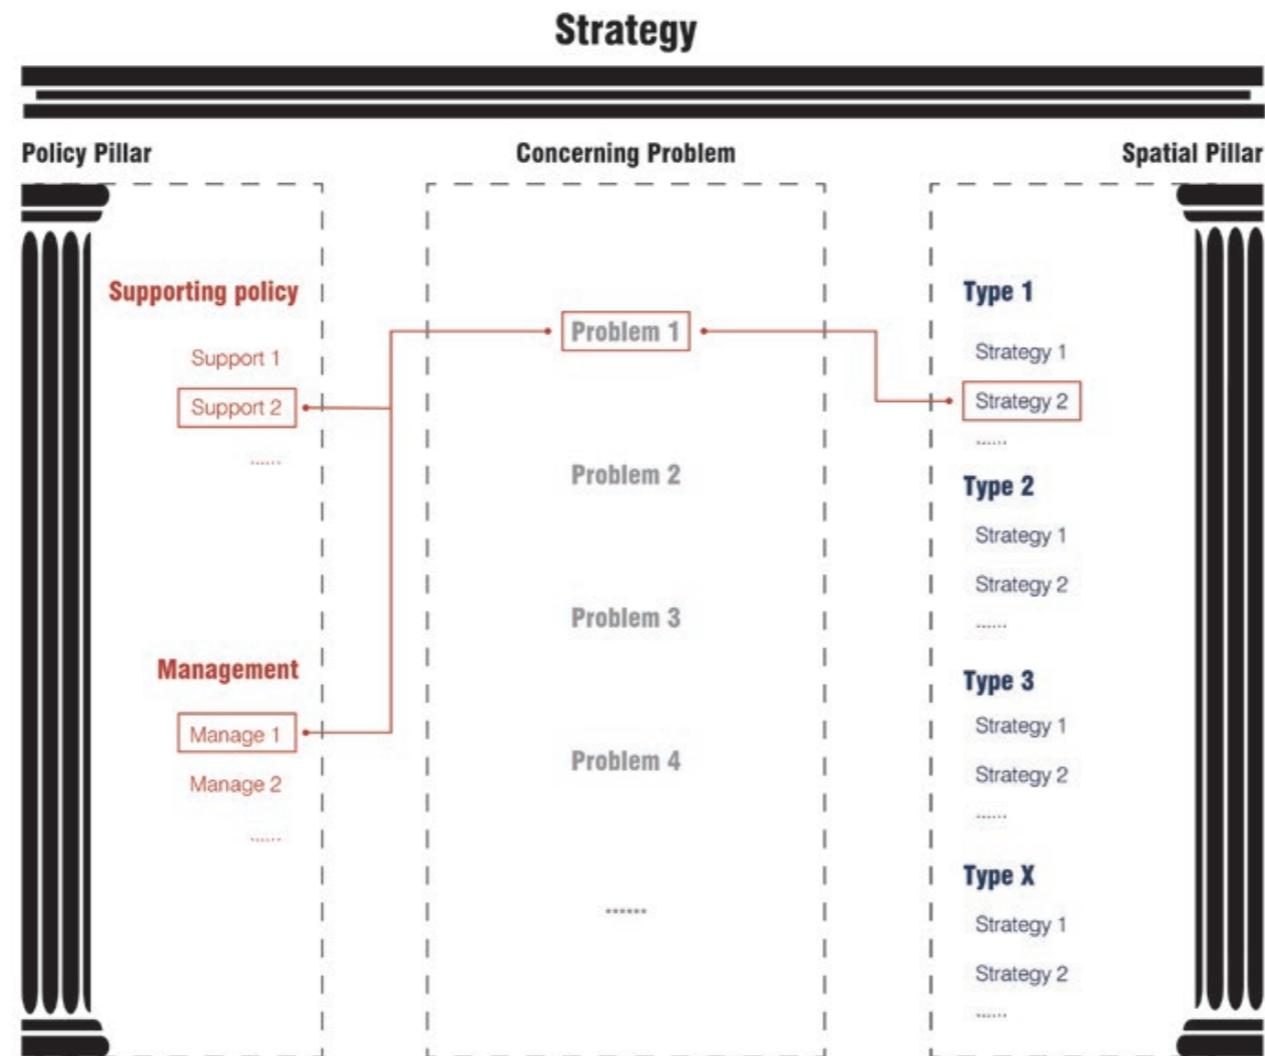 Strategy
Policy Pillar
Concerning Problem
Spatial Pillar
Supporting policy
Support 1
Support 2
......
Management
Manage 1
Manage 2
......
Problem 1
Problem 2
Problem 3
Problem 4
......
Type 1
Strategy 1
Strategy 2
......
Type 2
Strategy 1
Strategy 2
......
Type 3
Strategy 1
Strategy 2
......
Type X
Strategy 1
Strategy 2
......